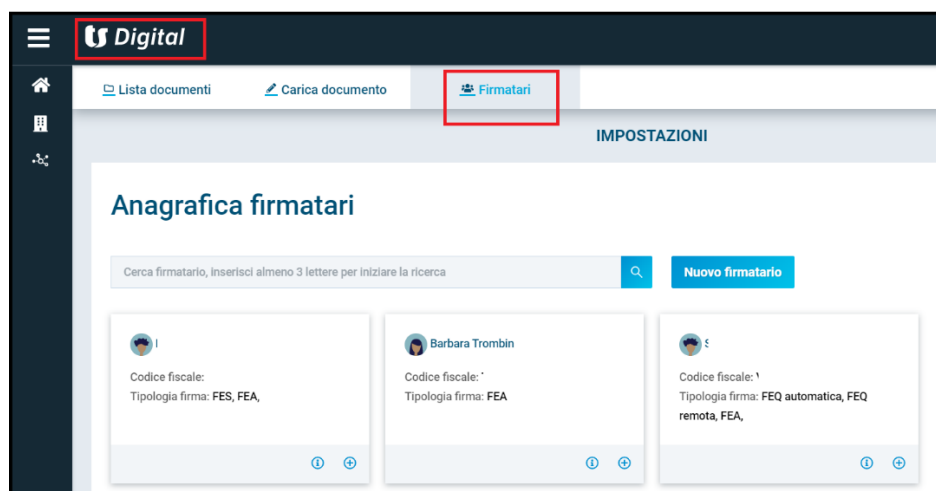 ts Digital
Lista documenti Carica documento Firmatari
IMPOSTAZIONI
Anagrafica firmatari
Cerca firmatario, inserisci almeno 3 lettere per iniziare la ricerca
Nuovo firmatario
Barbara Trombin
Codice fiscale: Codice fiscale: Codice fiscale:
Tipologia firma: FES, FEA, Tipologia firma: FEA Tipologia firma: FEQ automatica, FEQ
remota, FEA,